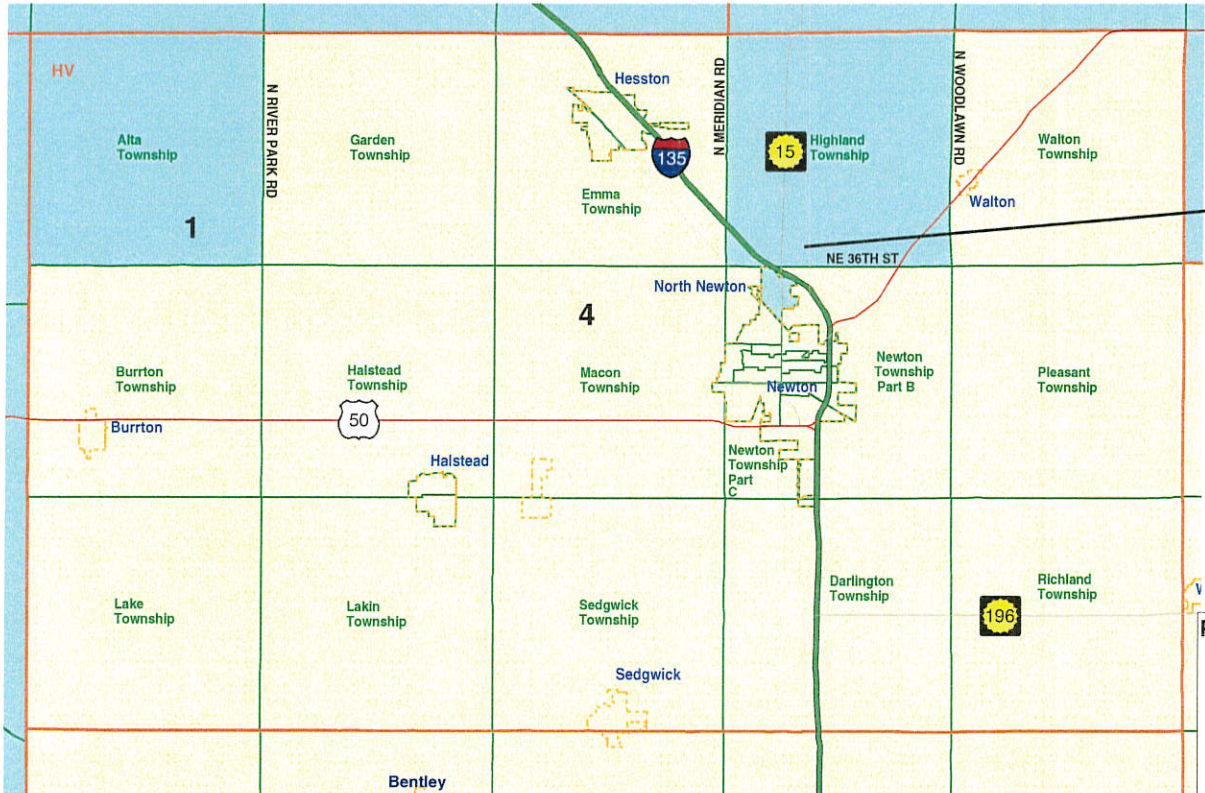 HV
Hesston
N RIVER PARK RD
N MERIDIAN RD
N WOODLAWN RD
Alta
Township
Garden
Township
135
15
Highland
Township
Walton
Township
Emma
Township
Walton
1
NE 36TH ST
North Newton
4
Burrton
Township
Halstead
Township
Macon
Township
Newton
Newton
Township
Part B
Pleasant
Township
50
Burrton
Halstead
Newton
Township
Part
C
Lake
Township
Lakin
Township
Sedgwick
Township
Darlington
Township
Richland
Township
196
Sedgwick
Bentley